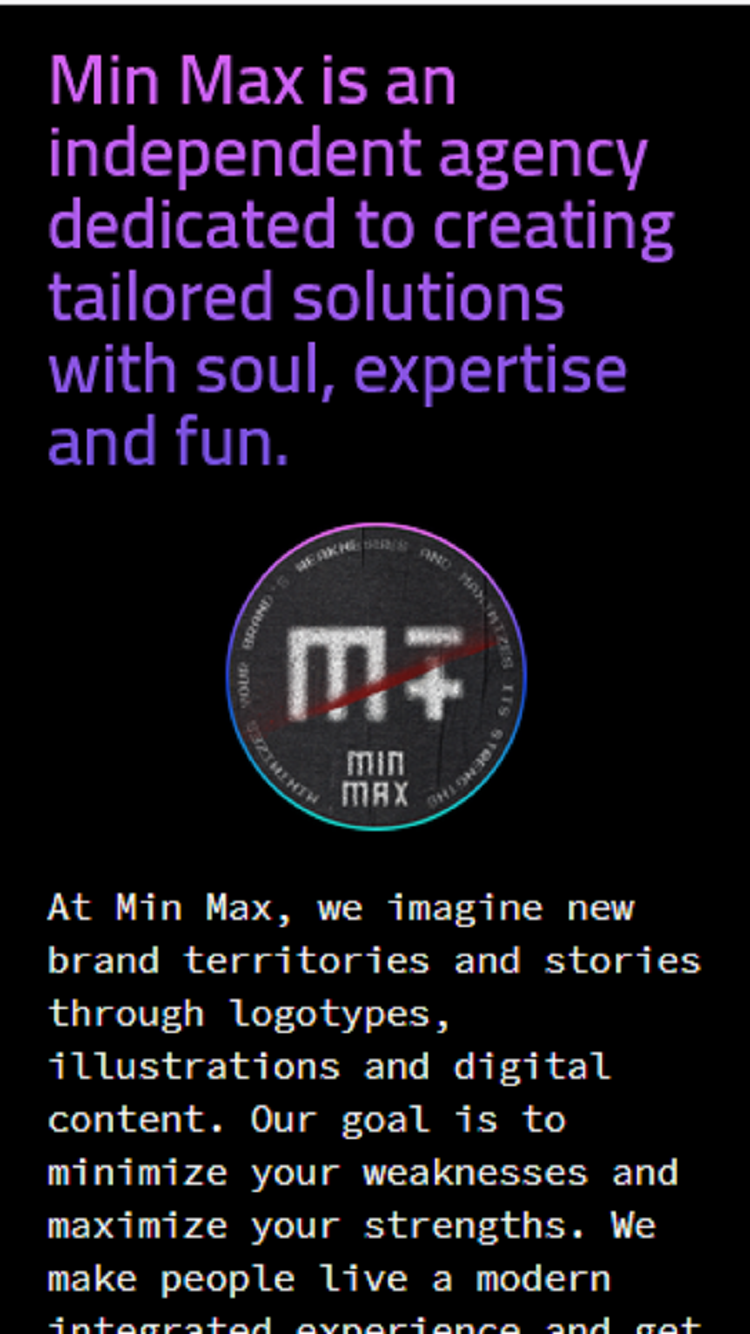 Min Max is an
independent agency
dedicated to creating
tailored solutions
with soul, expertise
and fun.
MINIMIZES YOUR BRAND'S WEAKNESSES AND MAXIMIZES ITS STRENGTHS
MIN
MAX
At Min Max, we imagine new
brand territories and stories
through logotypes,
illustrations and digital
content. Our goal is to
minimize your weaknesses and
maximize your strengths. We
make people live a modern
integrated experience and get